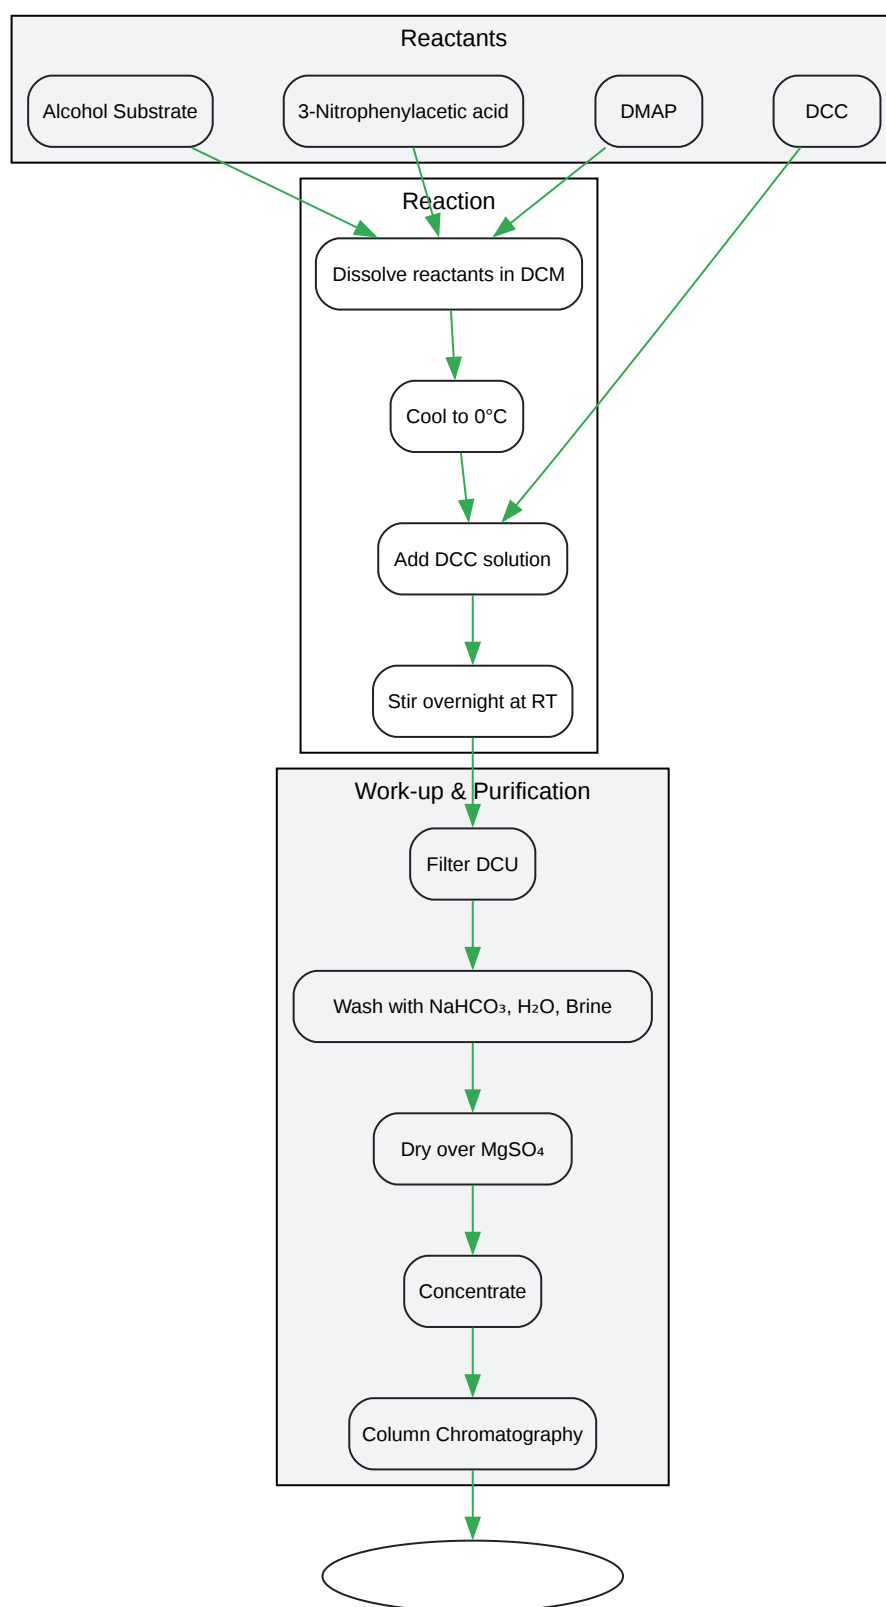 Reactants
Alcohol Substrate
3-Nitrophenylacetic acid
DMAP
DCC
Reaction
Dissolve reactants in DCM
Cool to 0°C
Add DCC solution
Stir overnight at RT
Work-up & Purification
Filter DCU
Wash with NaHCO₃, H₂O, Brine
Dry over MgSO₄
Concentrate
Column Chromatography